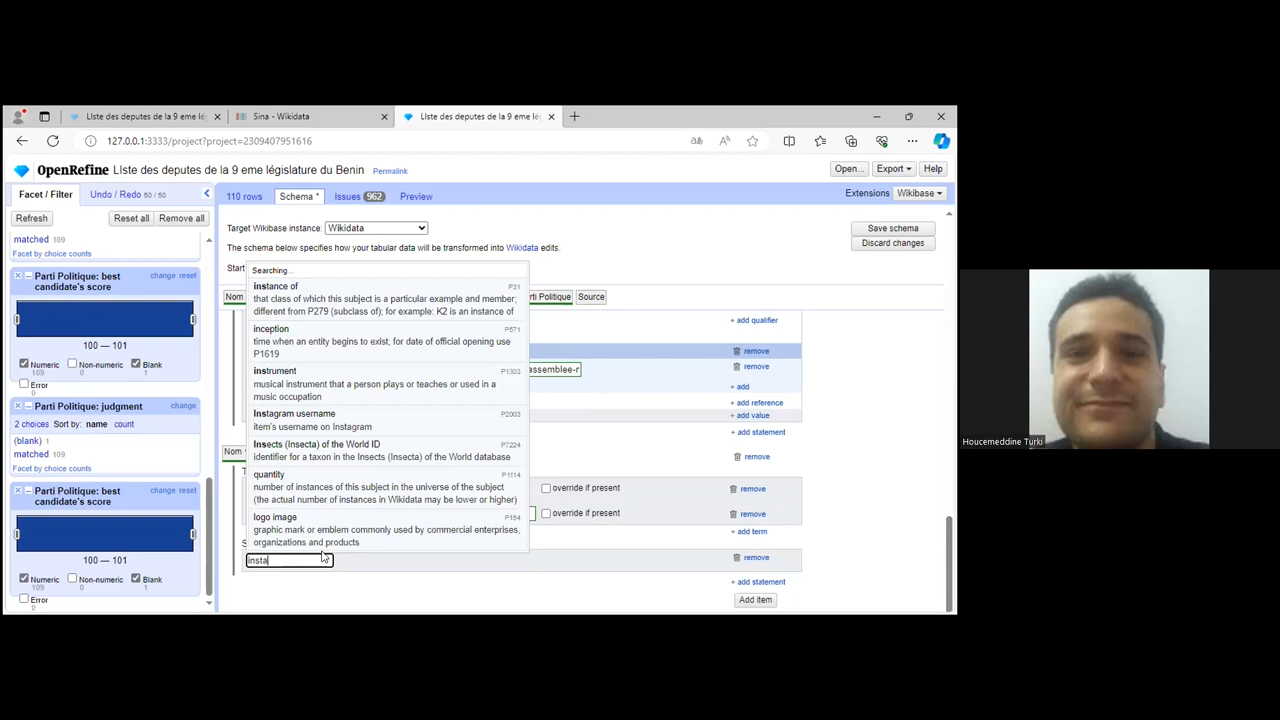 LIste des deputes de la 9 eme lé
Sina - Wikidata
LIste des deputes de la 9 eme lé
127.0.0.1:3333/project?project=2309407951616
OpenRefine LIste des deputes de la 9 eme législature du Benin Permalink
Open... Export Help
Facet / Filter Undo / Redo 50 / 50
110 rows Schema * Issues 962 Preview
Extensions Wikibase
Refresh Reset all Remove all
matched 109
Facet by choice counts
Parti Politique: best candidate's score
change reset
100 — 101
Numeric 109
Non-numeric 0
Blank 1
Error 0
Parti Politique: judgment
change
2 choices Sort by: name count
(blank) 1
matched 109
Facet by choice counts
Parti Politique: best candidate's score
change reset
100 — 101
Numeric 109
Non-numeric 0
Blank 1
Error 0
Target Wikibase instance: Wikidata
The schema below specifies how your tabular data will be transformed into Wikidata edits.
Save schema
Discard changes
Start
Nom
rti Politique
Source
Searching...
instance of P31
that class of which this subject is a particular example and member;
different from P279 (subclass of); for example: K2 is an instance of
inception P571
time when an entity begins to exist; for date of official opening use
P1619
instrument P1303
musical instrument that a person plays or teaches or used in a
music occupation
Instagram username P2003
item's username on Instagram
Insects (Insecta) of the World ID P7224
identifier for a taxon in the Insects (Insecta) of the World database
quantity P1114
number of instances of this subject in the universe of the subject
(the actual number of instances in Wikidata may be lower or higher)
logo image P154
graphic mark or emblem commonly used by commercial enterprises,
organizations and products
insta
+ add qualifier
remove
assemblee-r
remove
+ add
+ add reference
+ add value
+ add statement
Nom
remove
override if present remove
override if present remove
+ add term
remove
+ add statement
Add item
Houcemeddine Turki